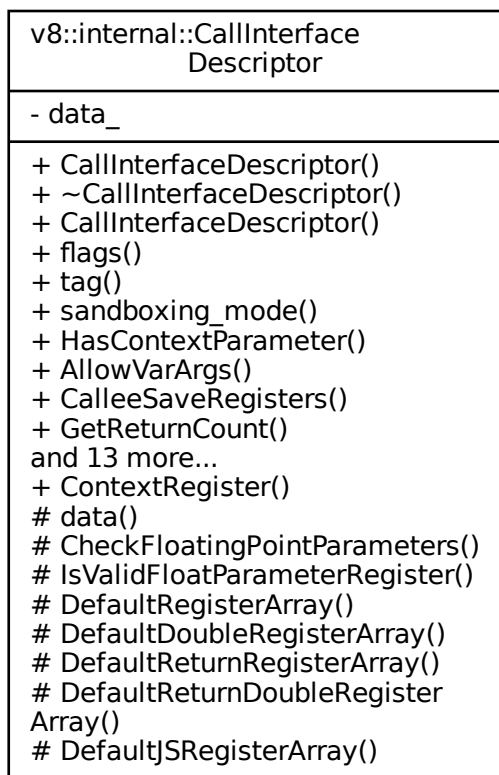 v8::internal::CallInterface
Descriptor
- data_
+ CallInterfaceDescriptor()
+ ~CallInterfaceDescriptor()
+ CallInterfaceDescriptor()
+ flags()
+ tag()
+ sandboxing_mode()
+ HasContextParameter()
+ AllowVarArgs()
+ CalleeSaveRegisters()
+ GetReturnCount()
and 13 more...
+ ContextRegister()
# data()
# CheckFloatingPointParameters()
# IsValidFloatParameterRegister()
# DefaultRegisterArray()
# DefaultDoubleRegisterArray()
# DefaultReturnRegisterArray()
# DefaultReturnDoubleRegister
Array()
# DefaultJSRegisterArray()